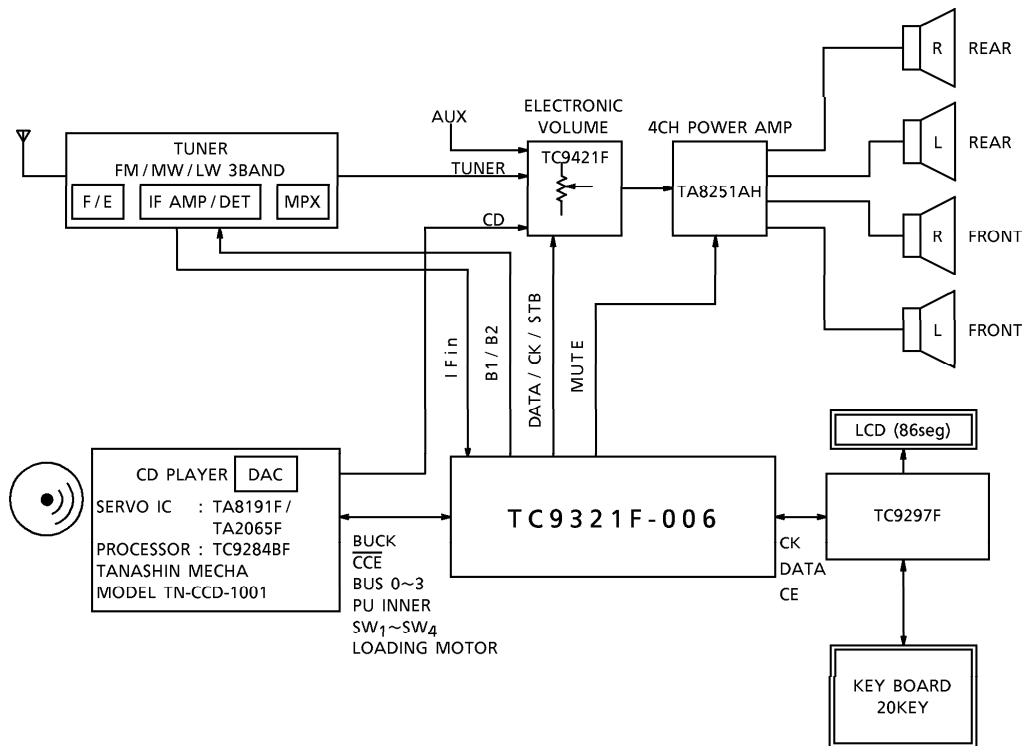 R REAR
L REAR
R FRONT
L FRONT
ELECTRONIC
VOLUME
TC9421F
4CH POWER AMP
TA8251AH
AUX
TUNER
CD
TUNER
FM / MW / LW 3BAND
F / E
IF AMP / DET
MPX
IFin
B1 / B2
DATA / CK / STB
MUTE
LCD (86seg)
CD PLAYER
DAC
SERVO IC : TA8191F /
TA2065F
PROCESSOR : TC9284BF
TANASHIN MECHA
MODEL TN-CCD-1001
TC9321F-006
TC9297F
BUCK
CCE
BUS 0~3
PU INNER
SW1~SW4
LOADING MOTOR
CK
DATA
CE
KEY BOARD
20KEY